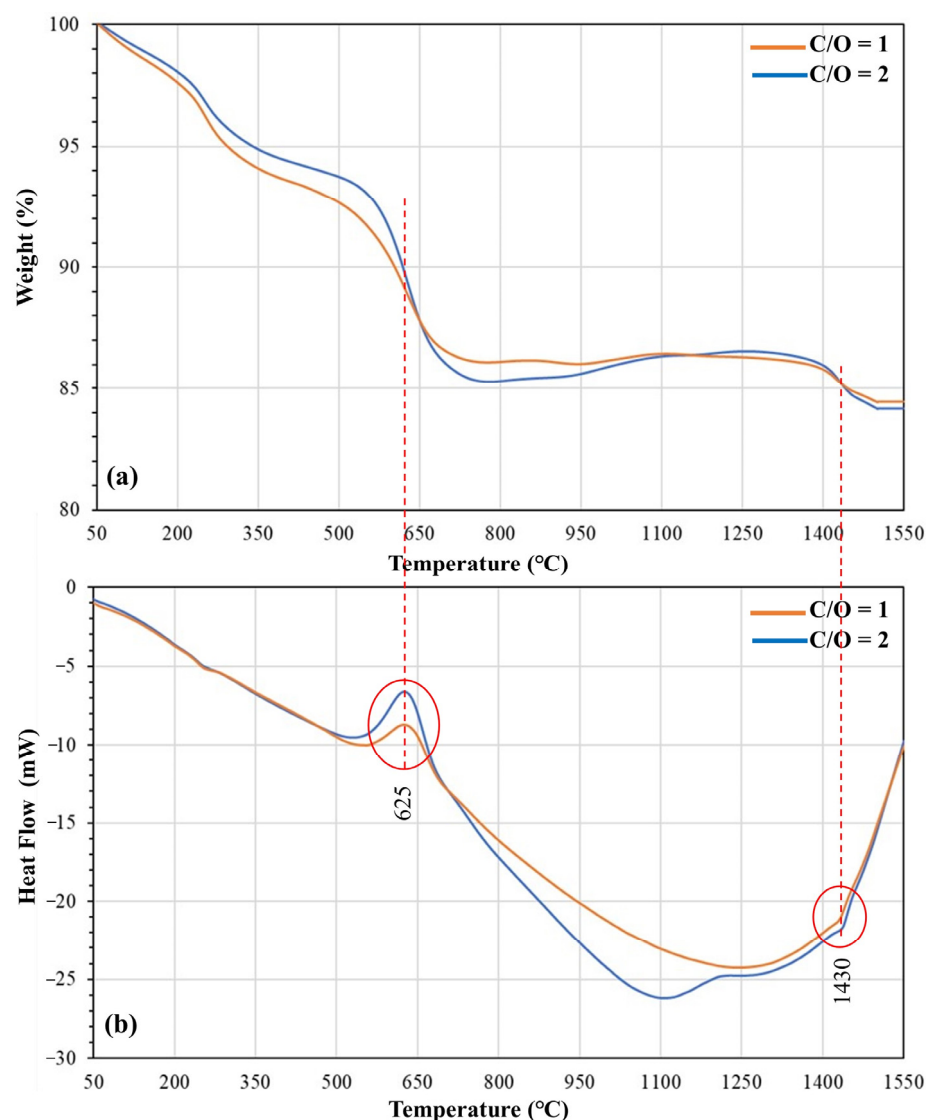 100
95
90
85
80
Weight (%)
C/O = 1
C/O = 2
(a)
50 200 350 500 650 800 950 1100 1250 1400 1550
Temperature (℃)
0
−5
−10
−15
−20
−25
−30
Heat Flow (mW)
C/O = 1
C/O = 2
625
1430
(b)
50 200 350 500 650 800 950 1100 1250 1400 1550
Temperature (℃)